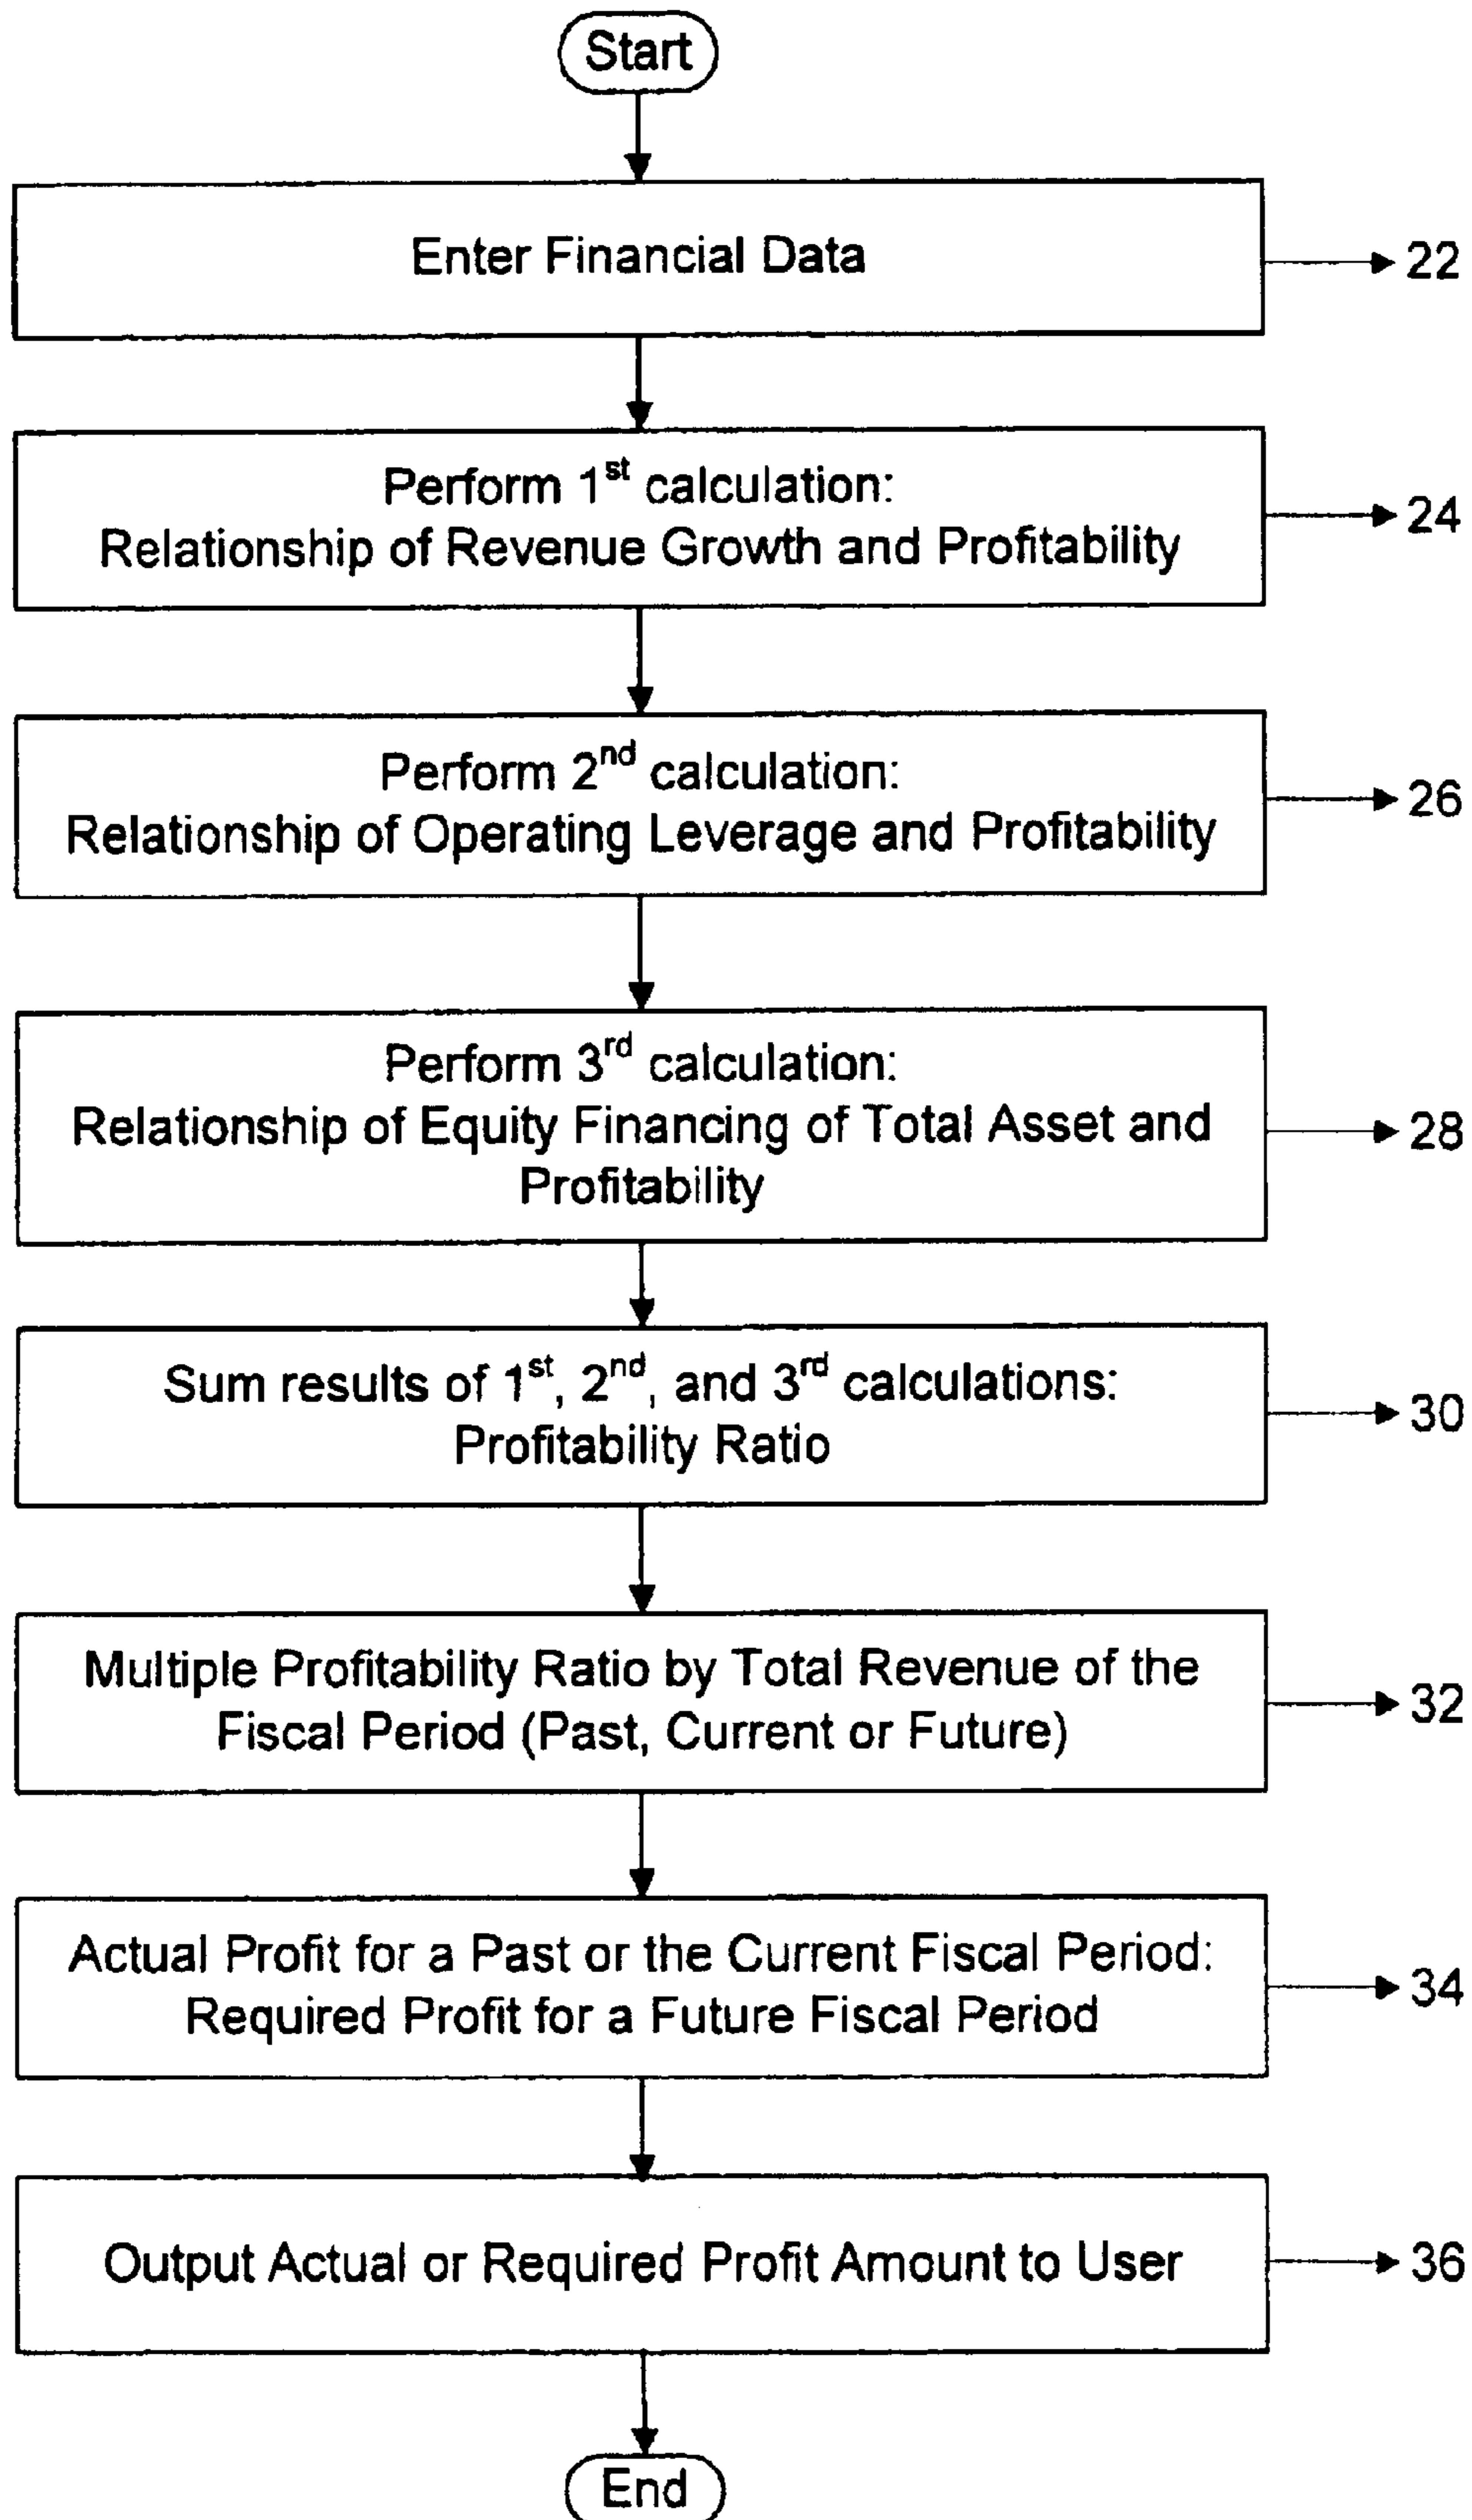 Start
Enter Financial Data
22
Perform 1st calculation:
Relationship of Revenue Growth and Profitability
24
Perform 2nd calculation:
Relationship of Operating Leverage and Profitability
26
Perform 3rd calculation:
Relationship of Equity Financing of Total Asset and
Profitability
28
Sum results of 1st, 2nd, and 3rd calculations:
Profitability Ratio
30
Multiple Profitability Ratio by Total Revenue of the
Fiscal Period (Past, Current or Future)
32
Actual Profit for a Past or the Current Fiscal Period:
Required Profit for a Future Fiscal Period
34
Output Actual or Required Profit Amount to User
36
End